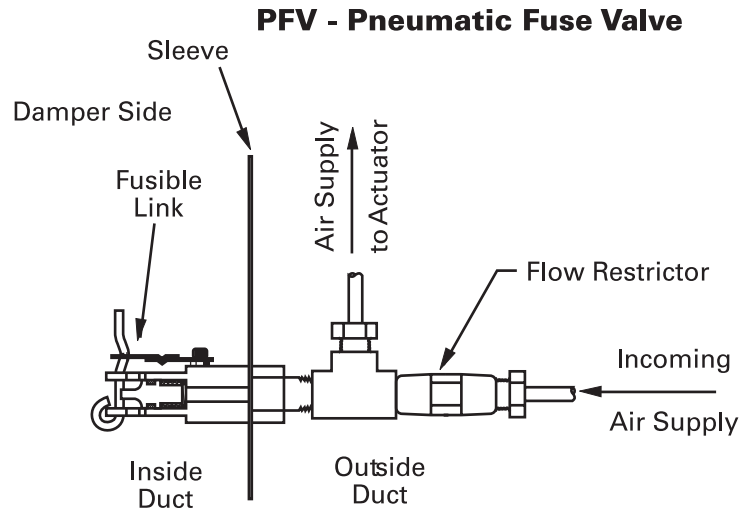 PFV - Pneumatic Fuse Valve
Sleeve
Damper Side
Fusible
Link
Air Supply
to Actuator
Flow Restrictor
Incoming
Air Supply
Inside
Duct
Outside
Duct